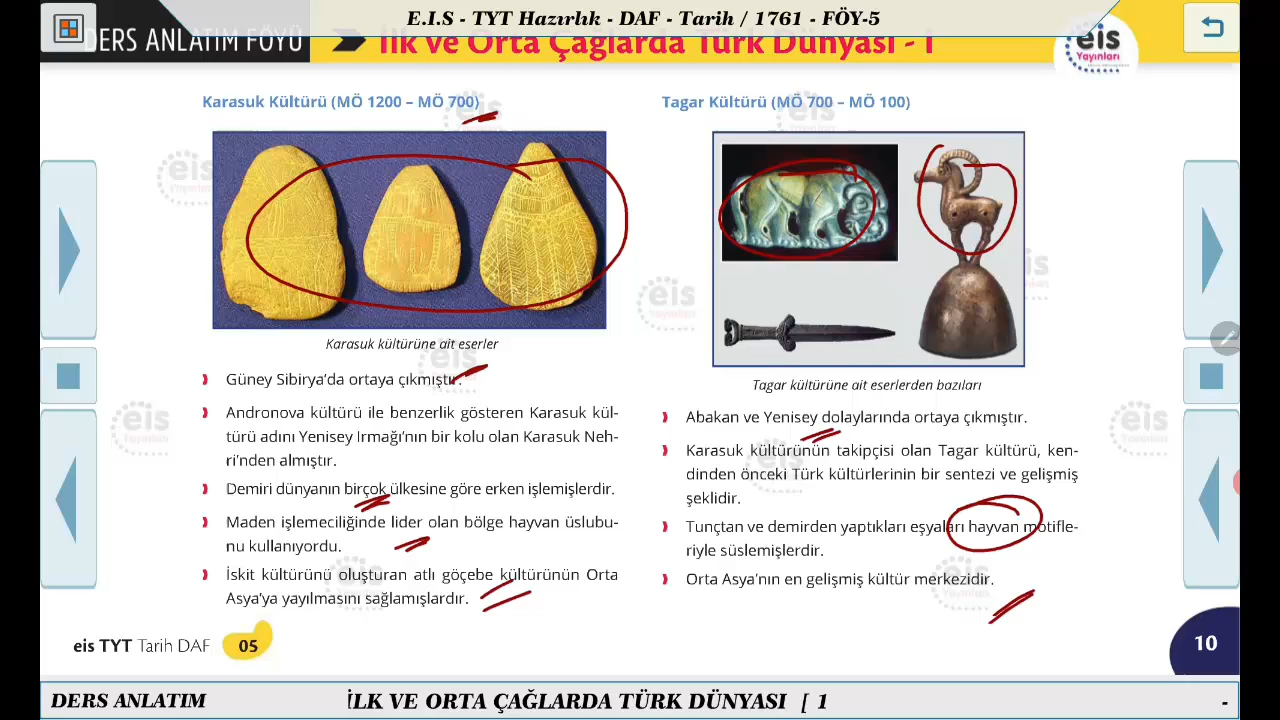 E.I.S - TYT Hazırlık - DAF - Tarih / 1761 - FÖY-5
DERS ANLATIM FÖYÜ
İlk ve Orta Çağlarda Türk Dünyası - I
eis
Yayınları
Karasuk Kültürü (MÖ 1200 – MÖ 700)
Karasuk kültürüne ait eserler
Güney Sibirya’da ortaya çıkmıştır.
Andronova kültürü ile benzerlik gösteren Karasuk kül-
türü adını Yenisey Irmağı’nın bir kolu olan Karasuk Neh-
ri’nden almıştır.
Demiri dünyanın birçok ülkesine göre erken işlemişlerdir.
Maden işlemeciliğinde lider olan bölge hayvan üslubu-
nu kullanıyordu.
İskit kültürünü oluşturan atlı göçebe kültürünün Orta
Asya’ya yayılmasını sağlamışlardır.
Tagar Kültürü (MÖ 700 – MÖ 100)
Tagar kültürüne ait eserlerden bazıları
Abakan ve Yenisey dolaylarında ortaya çıkmıştır.
Karasuk kültürünün takipçisi olan Tagar kültürü, ken-
dinden önceki Türk kültürlerinin bir sentezi ve gelişmiş
şeklidir.
Tunçtan ve demirden yaptıkları eşyaları hayvan motifle-
riyle süslemişlerdir.
Orta Asya’nın en gelişmiş kültür merkezidir.
eis TYT Tarih DAF 05
10
DERS ANLATIM İLK VE ORTA ÇAĞLARDA TÜRK DÜNYASI [ 1 -